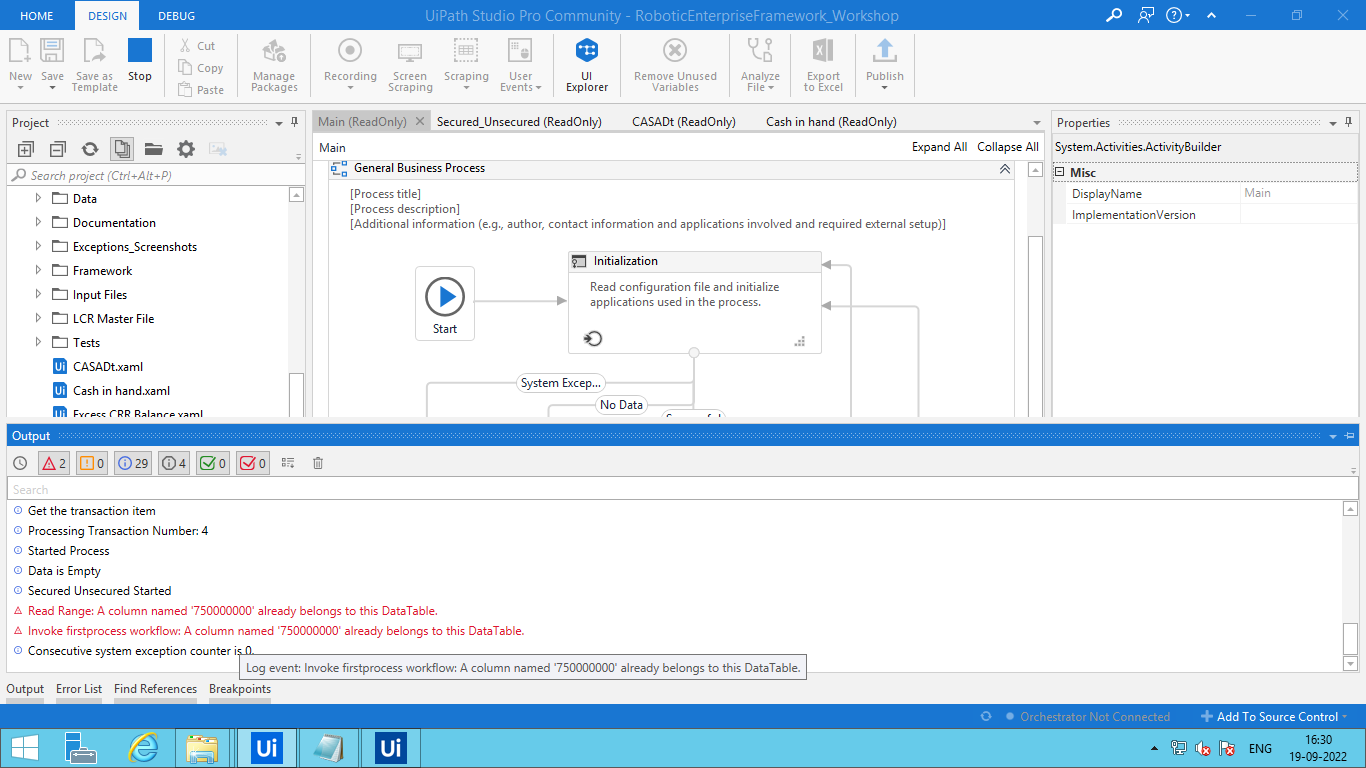 HOME DESIGN DEBUG UiPath Studio Pro Community - RoboticEnterpriseFramework_Workshop
New Save Save as Template Stop Cut Copy Paste Manage Packages Recording Screen Scraping Scraping User Events UI Explorer Remove Unused Variables Analyze File Export to Excel Publish
Project
Search project (Ctrl+Alt+P)
Data
Documentation
Exceptions_Screenshots
Framework
Input Files
LCR Master File
Tests
CASADt.xaml
Cash in hand.xaml
Excess CRR Balance.xaml
Main (ReadOnly) Secured_Unsecured (ReadOnly) CASADt (ReadOnly) Cash in hand (ReadOnly)
Main Expand All Collapse All
General Business Process
[Process title]
[Process description]
[Additional information (e.g., author, contact information and applications involved and required external setup)]
Start
Initialization
Read configuration file and initialize
applications used in the process.
System Excep...
No Data
Properties
System.Activities.ActivityBuilder
Misc
DisplayName Main
ImplementationVersion
Output
2 0 29 4 0 0
Search
Get the transaction item
Processing Transaction Number: 4
Started Process
Data is Empty
Secured Unsecured Started
Read Range: A column named '750000000' already belongs to this DataTable.
Invoke firstprocess workflow: A column named '750000000' already belongs to this DataTable.
Consecutive system exception counter is 0.
Log event: Invoke firstprocess workflow: A column named '750000000' already belongs to this DataTable.
Output Error List Find References Breakpoints
Orchestrator Not Connected Add To Source Control
Ui Ui ENG 16:30
19-09-2022